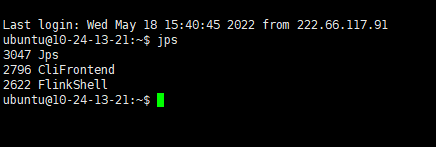 Last login: Wed May 18 15:40:45 2022 from 222.66.117.91
ubuntu@10-24-13-21:~$ jps
3047 Jps
2796 CliFrontend
2622 FlinkShell
ubuntu@10-24-13-21:~$